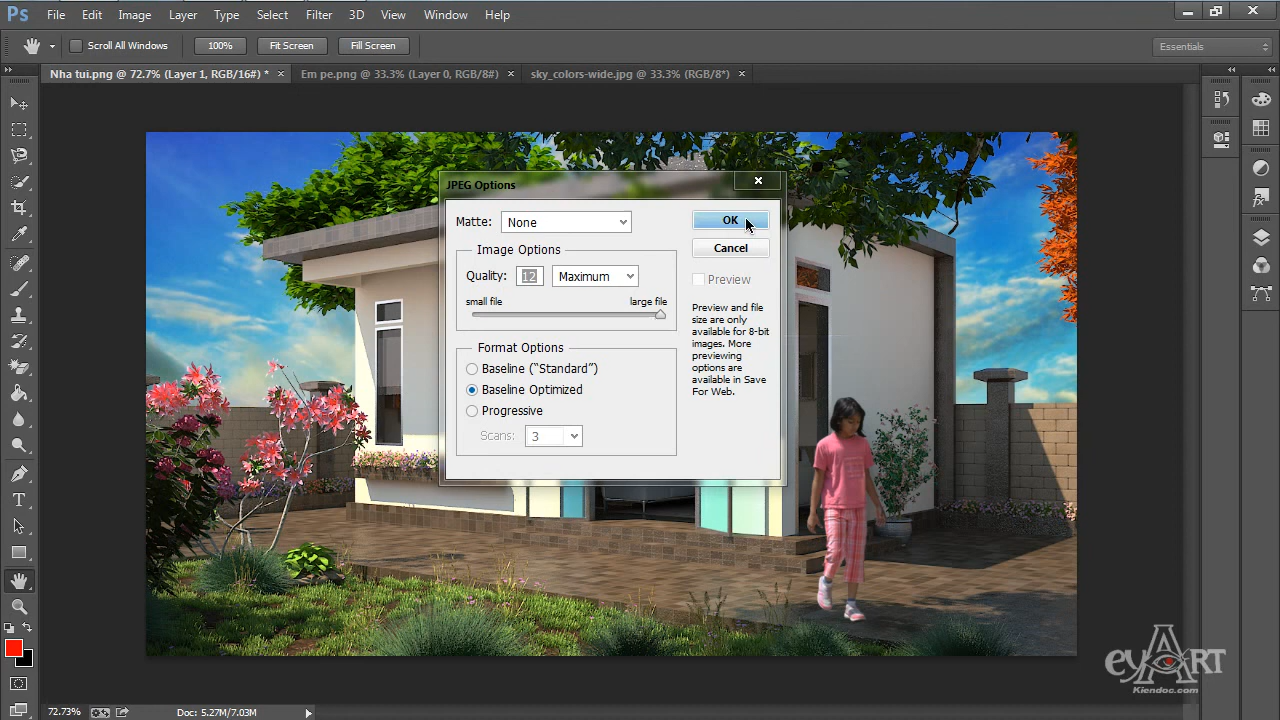 Ps File Edit Image Layer Type Select Filter 3D View Window Help
Scroll All Windows 100% Fit Screen Fill Screen Essentials
Nha tui.png @ 72.7% (Layer 1, RGB/16#) * Em pe.png @ 33.3% (Layer 0, RGB/8#) sky_colors-wide.jpg @ 33.3% (RGB/8*)
JPEG Options
Matte: None
OK
Cancel
Image Options
Quality: 12 Maximum
small file large file
Preview
Preview and file
size are only
available for 8-bit
images. More
previewing
options are
available in Save
For Web.
Format Options
Baseline (“Standard”)
Baseline Optimized
Progressive
Scans: 3
eyART
Kiendoc.com
72.73% Doc: 5.27M/7.03M